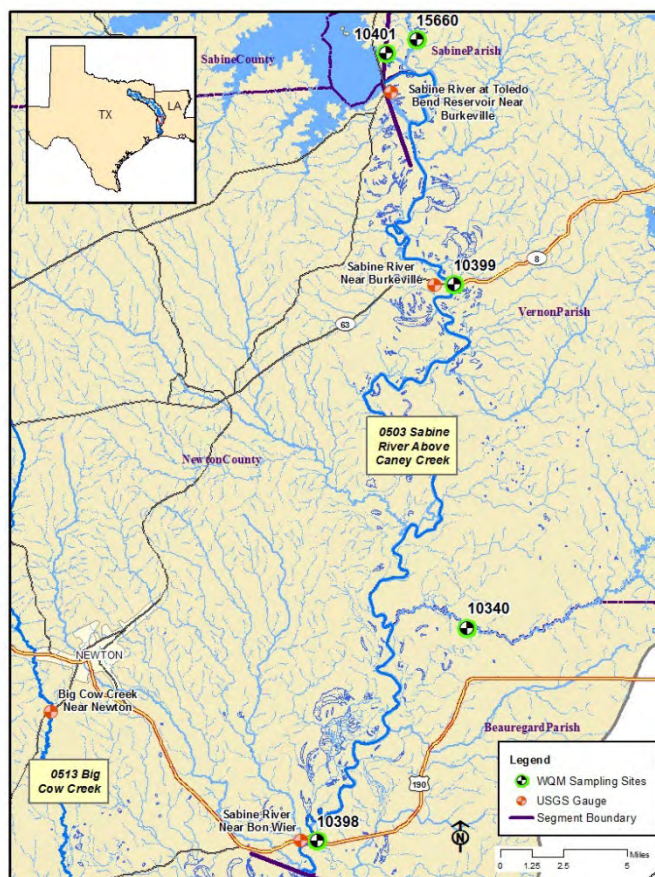 15660
10401
SabineCounty
SabineParish
TX
LA
Sabine River at Toledo
Bend Reservoir Near
Burkeville
8
10399
Sabine River
Near Burkeville
63
VernonParish
0503 Sabine
River Above
Caney Creek
NewtonCounty
10340
NEWTON
Big Cow Creek
Near Newton
BeauregardParish
0513 Big
Cow Creek
190
Sabine River
Near Bon Wier
10398
N
Legend
WQM Sampling Sites
USGS Gauge
Segment Boundary
Miles
0 1.25 2.5 5